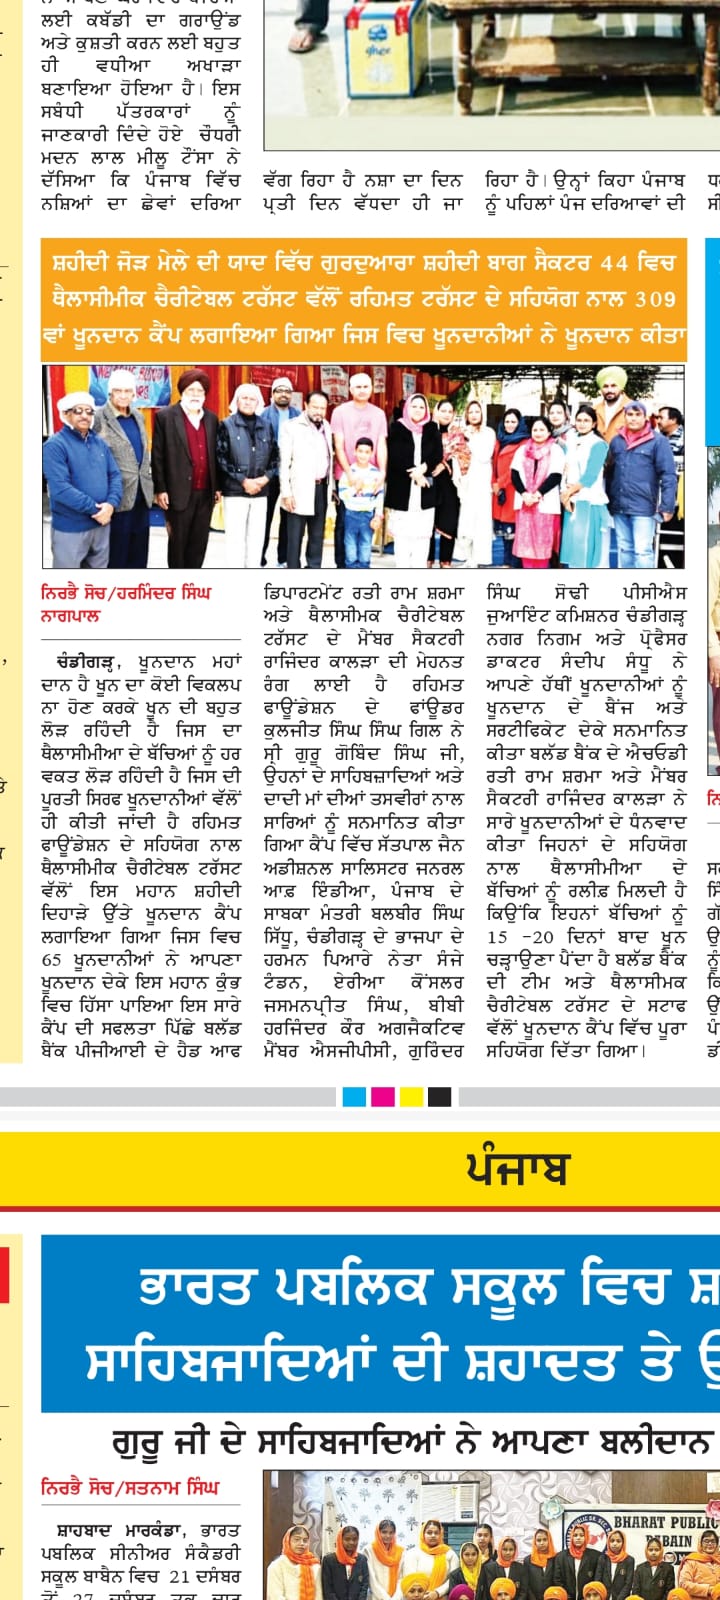 ਲਈ ਕਬੱਡੀ ਦਾ ਗਰਾਉਂਡ
ਅਤੇ ਕੁਸ਼ਤੀ ਕਰਨ ਲਈ ਬਹੁਤ
ਹੀ ਵਧੀਆ ਅਖਾੜਾ
ਬਣਾਇਆ ਹੋਇਆ ਹੈ। ਇਸ
ਸਬੰਧੀ ਪੱਤਰਕਾਰਾਂ ਨੂੰ
ਜਾਣਕਾਰੀ ਦਿੰਦੇ ਹੋਏ ਚੌਧਰੀ
ਮਦਨ ਲਾਲ ਮੀਲੂ ਟੌਂਸਾ ਨੇ
ਦੱਸਿਆ ਕਿ ਪੰਜਾਬ ਵਿੱਚ
ਨਸ਼ਿਆਂ ਦਾ ਛੇਵਾਂ ਦਰਿਆ
ghee
ਵੱਗ ਰਿਹਾ ਹੈ ਨਸ਼ਾ ਦਾ ਦਿਨ
ਪ੍ਰਤੀ ਦਿਨ ਵੱਧਦਾ ਹੀ ਜਾ
ਰਿਹਾ ਹੈ। ਉਨ੍ਹਾਂ ਕਿਹਾ ਪੰਜਾਬ
ਨੂੰ ਪਹਿਲਾਂ ਪੰਜ ਦਰਿਆਵਾਂ ਦੀ
ਸ਼ਹੀਦੀ ਜੋੜ ਮੇਲੇ ਦੀ ਯਾਦ ਵਿੱਚ ਗੁਰਦੁਆਰਾ ਸ਼ਹੀਦੀ ਬਾਗ ਸੈਕਟਰ 44 ਵਿਚ
ਥੈਲਾਸੀਮੀਕ ਚੈਰੀਟੇਬਲ ਟਰੱਸਟ ਵੱਲੋਂ ਰਹਿਮਤ ਟਰੱਸਟ ਦੇ ਸਹਿਯੋਗ ਨਾਲ 309
ਵਾਂ ਖੂਨਦਾਨ ਕੈਂਪ ਲਗਾਇਆ ਗਿਆ ਜਿਸ ਵਿਚ ਖੂਨਦਾਨੀਆਂ ਨੇ ਖੂਨਦਾਨ ਕੀਤਾ
ਨਿਰਭੈ ਸੋਚ/ਹਰਮਿੰਦਰ ਸਿੰਘ
ਨਾਗਪਾਲ
ਚੰਡੀਗੜ੍ਹ, ਖੂਨਦਾਨ ਮਹਾਂ
ਦਾਨ ਹੈ ਖੂਨ ਦਾ ਕੋਈ ਵਿਕਲਪ
ਨਾ ਹੋਣ ਕਰਕੇ ਖੂਨ ਦੀ ਬਹੁਤ
ਲੋੜ ਰਹਿੰਦੀ ਹੈ ਜਿਸ ਦਾ
ਥੈਲਾਸੀਮੀਆ ਦੇ ਬੱਚਿਆਂ ਨੂੰ ਹਰ
ਵਕਤ ਲੋੜ ਰਹਿੰਦੀ ਹੈ ਜਿਸ ਦੀ
ਪੂਰਤੀ ਸਿਰਫ ਖੂਨਦਾਨੀਆਂ ਵੱਲੋਂ
ਹੀ ਕੀਤੀ ਜਾਂਦੀ ਹੈ ਰਹਿਮਤ
ਫਾਊਂਡੇਸ਼ਨ ਦੇ ਸਹਿਯੋਗ ਨਾਲ
ਥੈਲਾਸੀਮੀਕ ਚੈਰੀਟੇਬਲ ਟਰੱਸਟ
ਵੱਲੋਂ ਇਸ ਮਹਾਨ ਸ਼ਹੀਦੀ
ਦਿਹਾੜੇ ਉੱਤੇ ਖੂਨਦਾਨ ਕੈਂਪ
ਲਗਾਇਆ ਗਿਆ ਜਿਸ ਵਿਚ
65 ਖੂਨਦਾਨੀਆਂ ਨੇ ਆਪਣਾ
ਖੂਨਦਾਨ ਦੇਕੇ ਇਸ ਮਹਾਨ ਕੁੰਭ
ਵਿਚ ਹਿੱਸਾ ਪਾਇਆ ਇਸ ਸਾਰੇ
ਕੈਂਪ ਦੀ ਸਫਲਤਾ ਪਿੱਛੇ ਬਲੱਡ
ਬੈਂਕ ਪੀਜੀਆਈ ਦੇ ਹੈਡ ਆਫ
ਡਿਪਾਰਟਮੇਂਟ ਰਤੀ ਰਾਮ ਸ਼ਰਮਾ
ਅਤੇ ਥੈਲਾਸੀਮਕ ਚੈਰੀਟੇਬਲ
ਟਰੱਸਟ ਦੇ ਮੈਂਬਰ ਸੈਕਟਰੀ
ਰਾਜਿੰਦਰ ਕਾਲੜਾ ਦੀ ਮੇਹਨਤ
ਰੰਗ ਲਾਈ ਹੈ ਰਹਿਮਤ
ਫਾਊਂਡੇਸ਼ਨ ਦੇ ਫਾਂਊਡਰ
ਕੁਲਜੀਤ ਸਿੰਘ ਸਿੰਘ ਗਿਲ ਨੇ
ਸ੍ਰੀ ਗੁਰੂ ਗੋਬਿੰਦ ਸਿੰਘ ਜੀ,
ਉਹਨਾਂ ਦੇ ਸਾਹਿਬਜ਼ਾਦਿਆਂ ਅਤੇ
ਦਾਦੀ ਮਾਂ ਦੀਆਂ ਤਸਵੀਰਾਂ ਨਾਲ
ਸਾਰਿਆਂ ਨੂੰ ਸਨਮਾਨਿਤ ਕੀਤਾ
ਗਿਆ ਕੈਂਪ ਵਿੱਚ ਸੱਤਪਾਲ ਜੈਨ
ਅਡੀਸ਼ਨਲ ਸਾਲਿਸਟਰ ਜਨਰਲ
ਆਫ਼ ਇੰਡੀਆ, ਪੰਜਾਬ ਦੇ
ਸਾਬਕਾ ਮੰਤਰੀ ਬਲਬੀਰ ਸਿੰਘ
ਸਿੱਧੂ, ਚੰਡੀਗੜ੍ਹ ਦੇ ਭਾਜਪਾ ਦੇ
ਹਰਮਨ ਪਿਆਰੇ ਨੇਤਾ ਸੰਜੇ
ਟੰਡਨ, ਏਰੀਆ ਕੌਂਸਲਰ
ਜਸਮਨਪ੍ਰੀਤ ਸਿੰਘ, ਬੀਬੀ
ਹਰਜਿੰਦਰ ਕੌਰ ਅਗਜੈਕਟਿਵ
ਮੈਂਬਰ ਐਸਜੀਪੀਸੀ, ਗੁਰਿੰਦਰ
ਸਿੰਘ ਸੋਢੀ ਪੀਸੀਐਸ
ਜੁਆਇੰਟ ਕਮਿਸ਼ਨਰ ਚੰਡੀਗੜ੍ਹ
ਨਗਰ ਨਿਗਮ ਅਤੇ ਪ੍ਰੋਫੈਸਰ
ਡਾਕਟਰ ਸੰਦੀਪ ਸੰਧੂ ਨੇ
ਆਪਣੇ ਹੱਥੀਂ ਖੂਨਦਾਨੀਆਂ ਨੂੰ
ਖੂਨਦਾਨ ਦੇ ਬੈਂਜ ਅਤੇ
ਸਰਟੀਫਿਕੇਟ ਦੇਕੇ ਸਨਮਾਨਿਤ
ਕੀਤਾ ਬਲੱਡ ਬੈਂਕ ਦੇ ਐਚਓਡੀ
ਰਤੀ ਰਾਮ ਸ਼ਰਮਾ ਅਤੇ ਮੈਂਬਰ
ਸੈਕਟਰੀ ਰਾਜਿੰਦਰ ਕਾਲੜਾ ਨੇ
ਸਾਰੇ ਖੂਨਦਾਨੀਆਂ ਦੇ ਧੰਨਵਾਦ
ਕੀਤਾ ਜਿਹਨਾਂ ਦੇ ਸਹਿਯੋਗ
ਨਾਲ ਥੈਲਾਸੀਮੀਆ ਦੇ
ਬੱਚਿਆਂ ਨੂੰ ਰਲੀਫ਼ ਮਿਲਦੀ ਹੈ
ਕਿਉਂਕਿ ਇਹਨਾਂ ਬੱਚਿਆਂ ਨੂੰ
15 -20 ਦਿਨਾਂ ਬਾਦ ਖੂਨ
ਚੜ੍ਹਾਉਣਾ ਪੈਂਦਾ ਹੈ ਬਲੱਡ ਬੈਂਕ
ਦੀ ਟੀਮ ਅਤੇ ਥੈਲਾਸੀਮਕ
ਚੈਰੀਟੇਬਲ ਟਰੱਸਟ ਦੇ ਸਟਾਫ
ਵੱਲੋਂ ਖੂਨਦਾਨ ਕੈਂਪ ਵਿੱਚ ਪੂਰਾ
ਸਹਿਯੋਗ ਦਿੱਤਾ ਗਿਆ।
ਪੰਜਾਬ
ਭਾਰਤ ਪਬਲਿਕ ਸਕੂਲ ਵਿਚ
ਸਾਹਿਬਜਾਦਿਆਂ ਦੀ ਸ਼ਹਾਦਤ ਤੇ
ਗੁਰੂ ਜੀ ਦੇ ਸਾਹਿਬਜਾਦਿਆਂ ਨੇ ਆਪਣਾ ਬਲੀਦਾਨ
ਨਿਰਭੈ ਸੋਚ/ਸਤਨਾਮ ਸਿੰਘ
ਸ਼ਾਹਬਾਦ ਮਾਰਕੰਡਾ, ਭਾਰਤ
ਪਬਲਿਕ ਸੀਨੀਅਰ ਸੰਕੈਡਰੀ
ਸਕੂਲ ਬਾਬੈਨ ਵਿਚ 21 ਦਸੰਬਰ
BHARAT PUBLIC
BABAIN